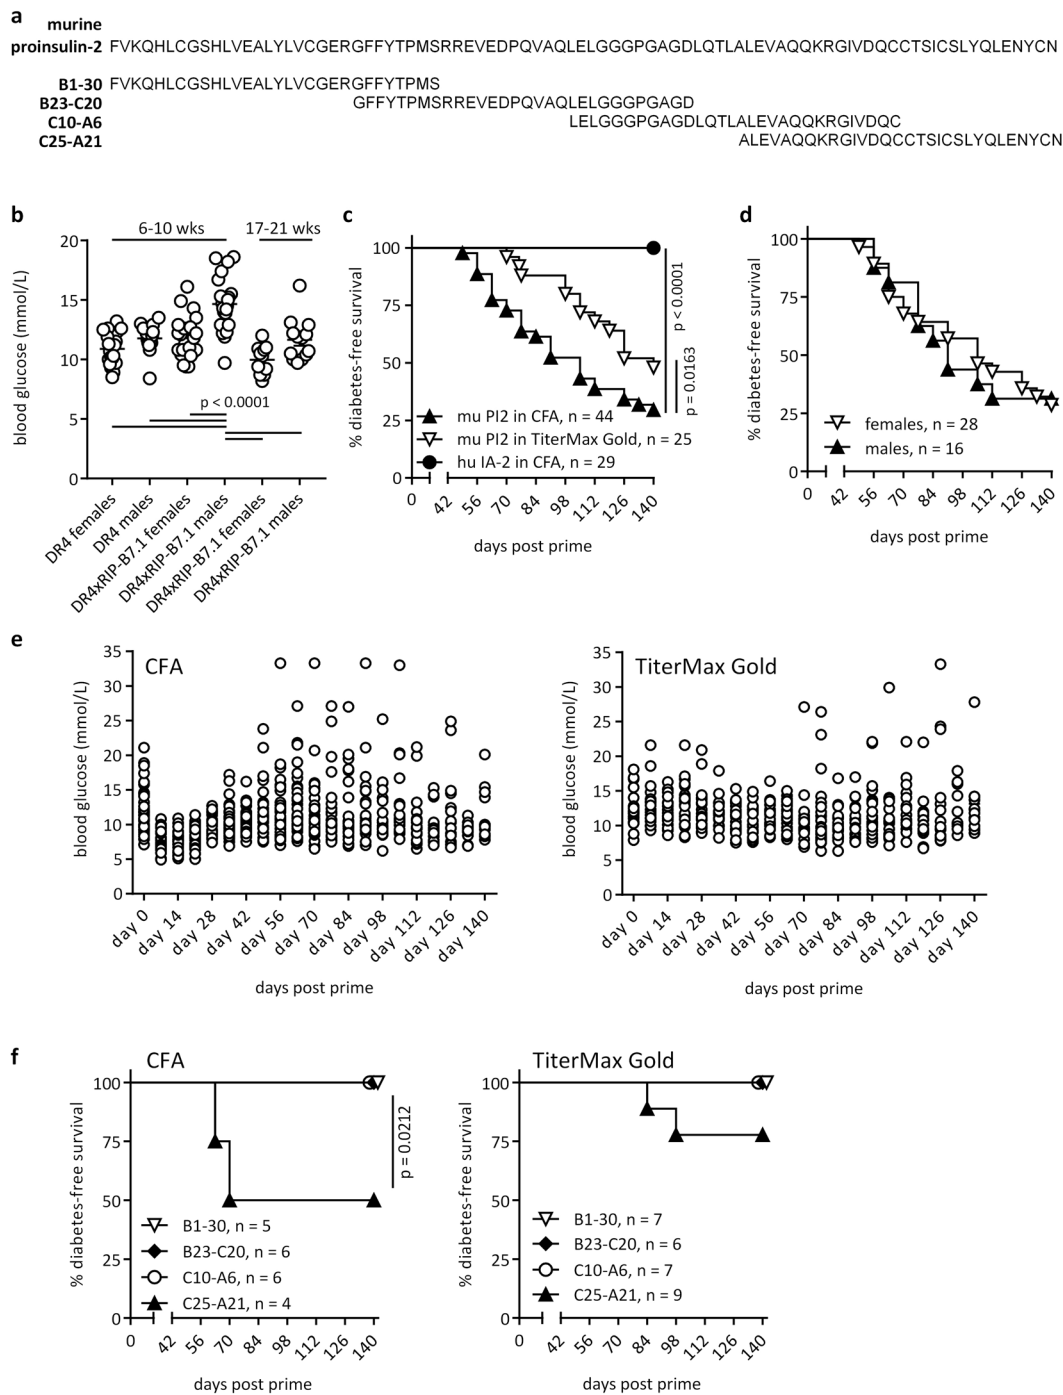 a
murine
proinsulin-2 FVKQHLCGSHLVEALYLVCGERGFFYTPMSRREVEDPQVAQLELGGGPGAGDLQTLALEVAQQKRGIVDQCCTSICSLYQLENYCN
B1-30 FVKQHLCGSHLVEALYLVCGERGFFYTPMS
B23-C20 GFFYTPMSRREVEDPQVAQLELGGGPGAGD
C10-A6 LELGGGPGAGDLQTLALEVAQQKRGIVDQC
C25-A21 ALEVAQQKRGIVDQCCTSICSLYQLENYCN
b
6-10 wks 17-21 wks
blood glucose (mmol/L)
20
15
10
5
0
p < 0.0001
DR4 females
DR4 males
DR4xRIP-B7.1 females
DR4xRIP-B7.1 males
DR4xRIP-B7.1 females
DR4xRIP-B7.1 males
c
% diabetes-free survival
100
75
50
25
0
mu PI2 in CFA, n = 44
mu PI2 in TiterMax Gold, n = 25
hu IA-2 in CFA, n = 29
p < 0.0001
p = 0.0163
0 42 56 70 84 98 112 126 140
days post prime
d
% diabetes-free survival
100
75
50
25
0
females, n = 28
males, n = 16
0 42 56 70 84 98 112 126 140
days post prime
e
CFA
blood glucose (mmol/L)
35
30
25
20
15
10
5
0
day 0 day 14 day 28 day 42 day 56 day 70 day 84 day 98 day 112 day 126 day 140
days post prime
TiterMax Gold
blood glucose (mmol/L)
35
30
25
20
15
10
5
0
day 0 day 14 day 28 day 42 day 56 day 70 day 84 day 98 day 112 day 126 day 140
days post prime
f
CFA
% diabetes-free survival
100
75
50
25
0
p = 0.0212
B1-30, n = 5
B23-C20, n = 6
C10-A6, n = 6
C25-A21, n = 4
0 42 56 70 84 98 112 126 140
days post prime
TiterMax Gold
% diabetes-free survival
100
75
50
25
0
B1-30, n = 7
B23-C20, n = 6
C10-A6, n = 7
C25-A21, n = 9
0 42 56 70 84 98 112 126 140
days post prime